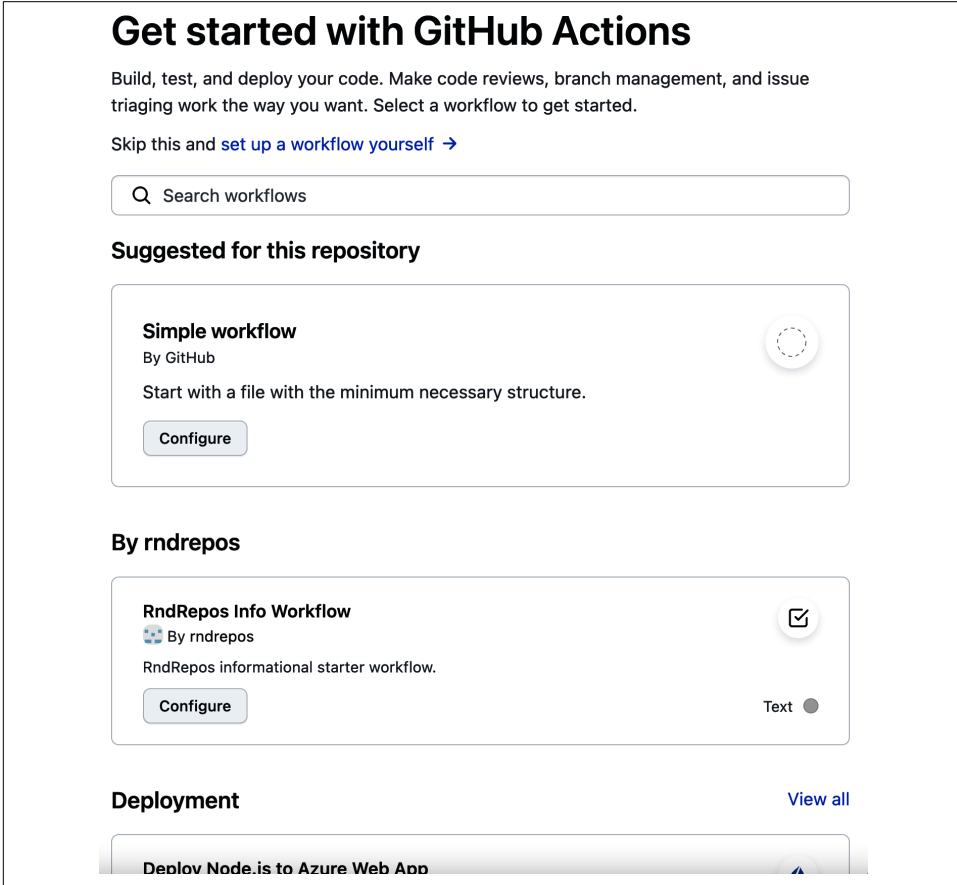 Get started with GitHub Actions
Build, test, and deploy your code. Make code reviews, branch management, and issue
triaging work the way you want. Select a workflow to get started.
Skip this and set up a workflow yourself →
Search workflows
Suggested for this repository
Simple workflow
By GitHub
Start with a file with the minimum necessary structure.
Configure
By rndrepos
RndRepos Info Workflow
By rndrepos
RndRepos informational starter workflow.
Configure
Text
Deployment
View all
Deploy Node.js to Azure Web App